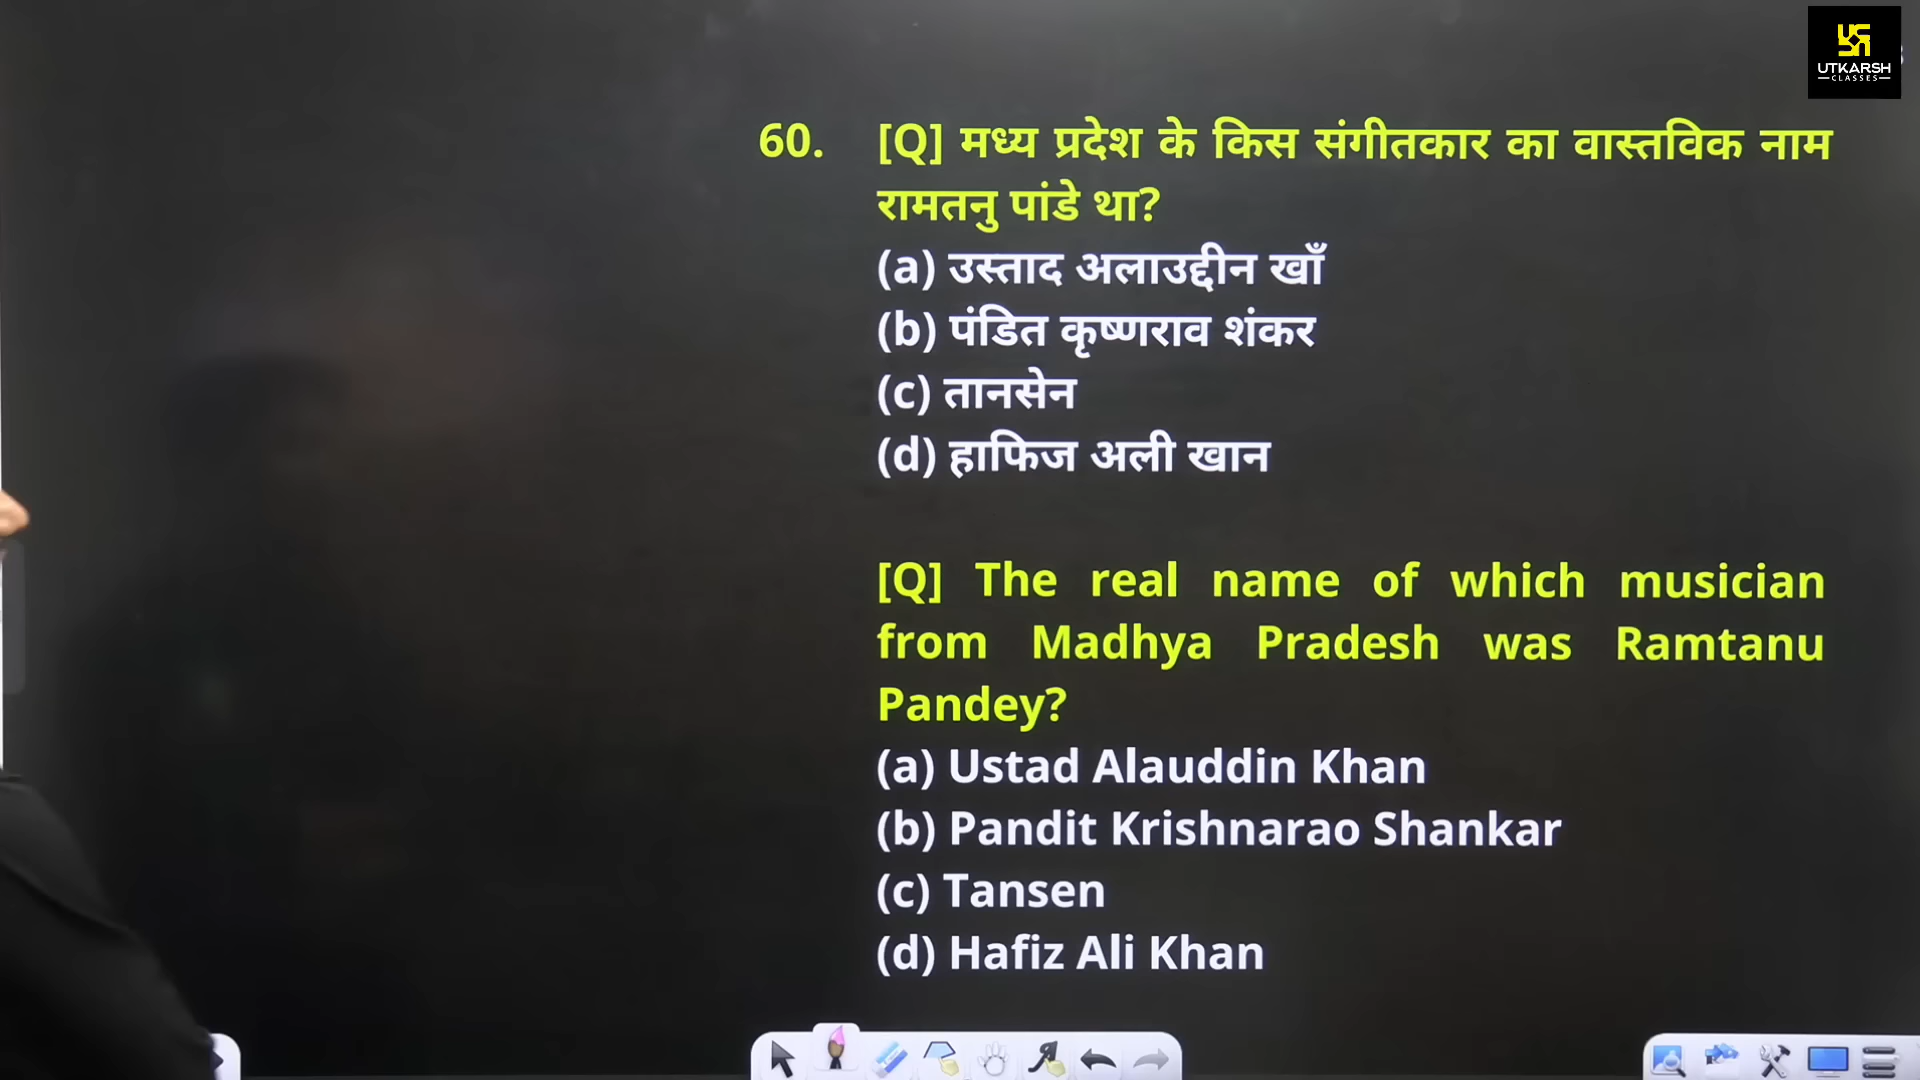 UTKARSH
CLASSES
60. [Q] मध्य प्रदेश के किस संगीतकार का वास्तविक नाम
रामतनु पांडे था?
(a) उस्ताद अलाउद्दीन खाँ
(b) पंडित कृष्णराव शंकर
(c) तानसेन
(d) हाफिज अली खान
[Q] The real name of which musician
from Madhya Pradesh was Ramtanu
Pandey?
(a) Ustad Alauddin Khan
(b) Pandit Krishnarao Shankar
(c) Tansen
(d) Hafiz Ali Khan